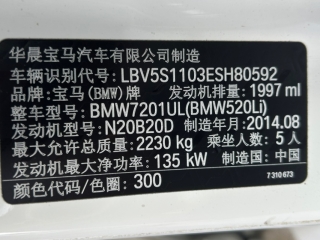 华晨宝马汽车有限公司制造
车辆识别代号: LBV5S1103ESH80592
品牌: 宝马(BMW)牌 发动机排量: 1997 ml
整车型号: BMW7201UL(BMW520Li)
发动机型号: N20B20D 制造年月: 2014.08
最大允许总质量: 2230 kg 乘坐人数: 5 人
发动机最大净功率: 135 kW 制造国: 中国
颜色代码/色圈: 300
7 310 673